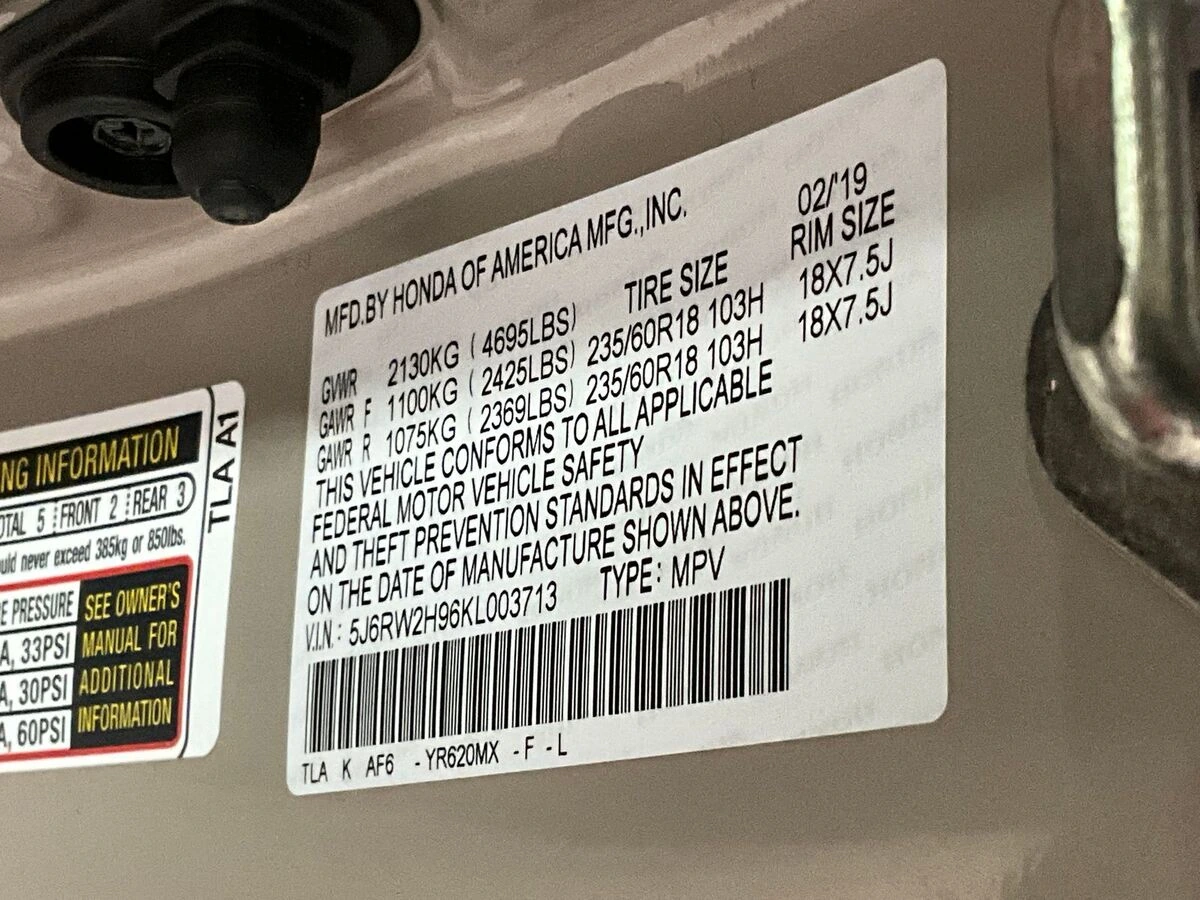 MFD.BY HONDA OF AMERICA MFG.,INC. 02/'19
TIRE SIZE RIM SIZE
GVWR 2130KG ( 4695LBS)
GAWR F 1100KG ( 2425LBS) 235/60R18 103H 18X7.5J
GAWR R 1075KG ( 2369LBS) 235/60R18 103H 18X7.5J
THIS VEHICLE CONFORMS TO ALL APPLICABLE
FEDERAL MOTOR VEHICLE SAFETY
AND THEFT PREVENTION STANDARDS IN EFFECT
ON THE DATE OF MANUFACTURE SHOWN ABOVE.
V.I.N.: 5J6RW2H96KL003713 TYPE: MPV
TLA K AF6 -YR620MX -F -L
NG INFORMATION
OTAL 5 FRONT 2 REAR 3
uld never exceed 385kg or 850lbs.
E PRESSURE
A, 33PSI
A, 30PSI
A, 60PSI
SEE OWNER'S
MANUAL FOR
ADDITIONAL
INFORMATION
TLA A1